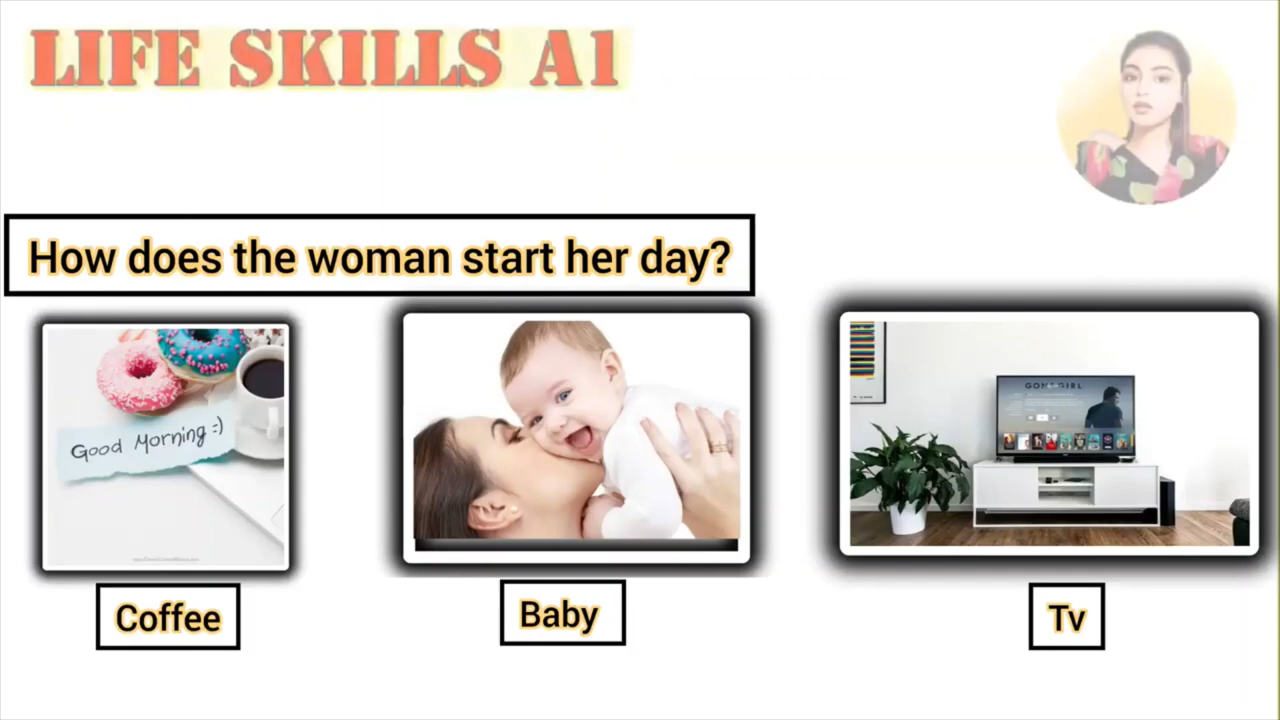 LIFE SKILLS A1
How does the woman start her day?
Good Morning :)
GONE GIRL
Coffee
Baby
Tv